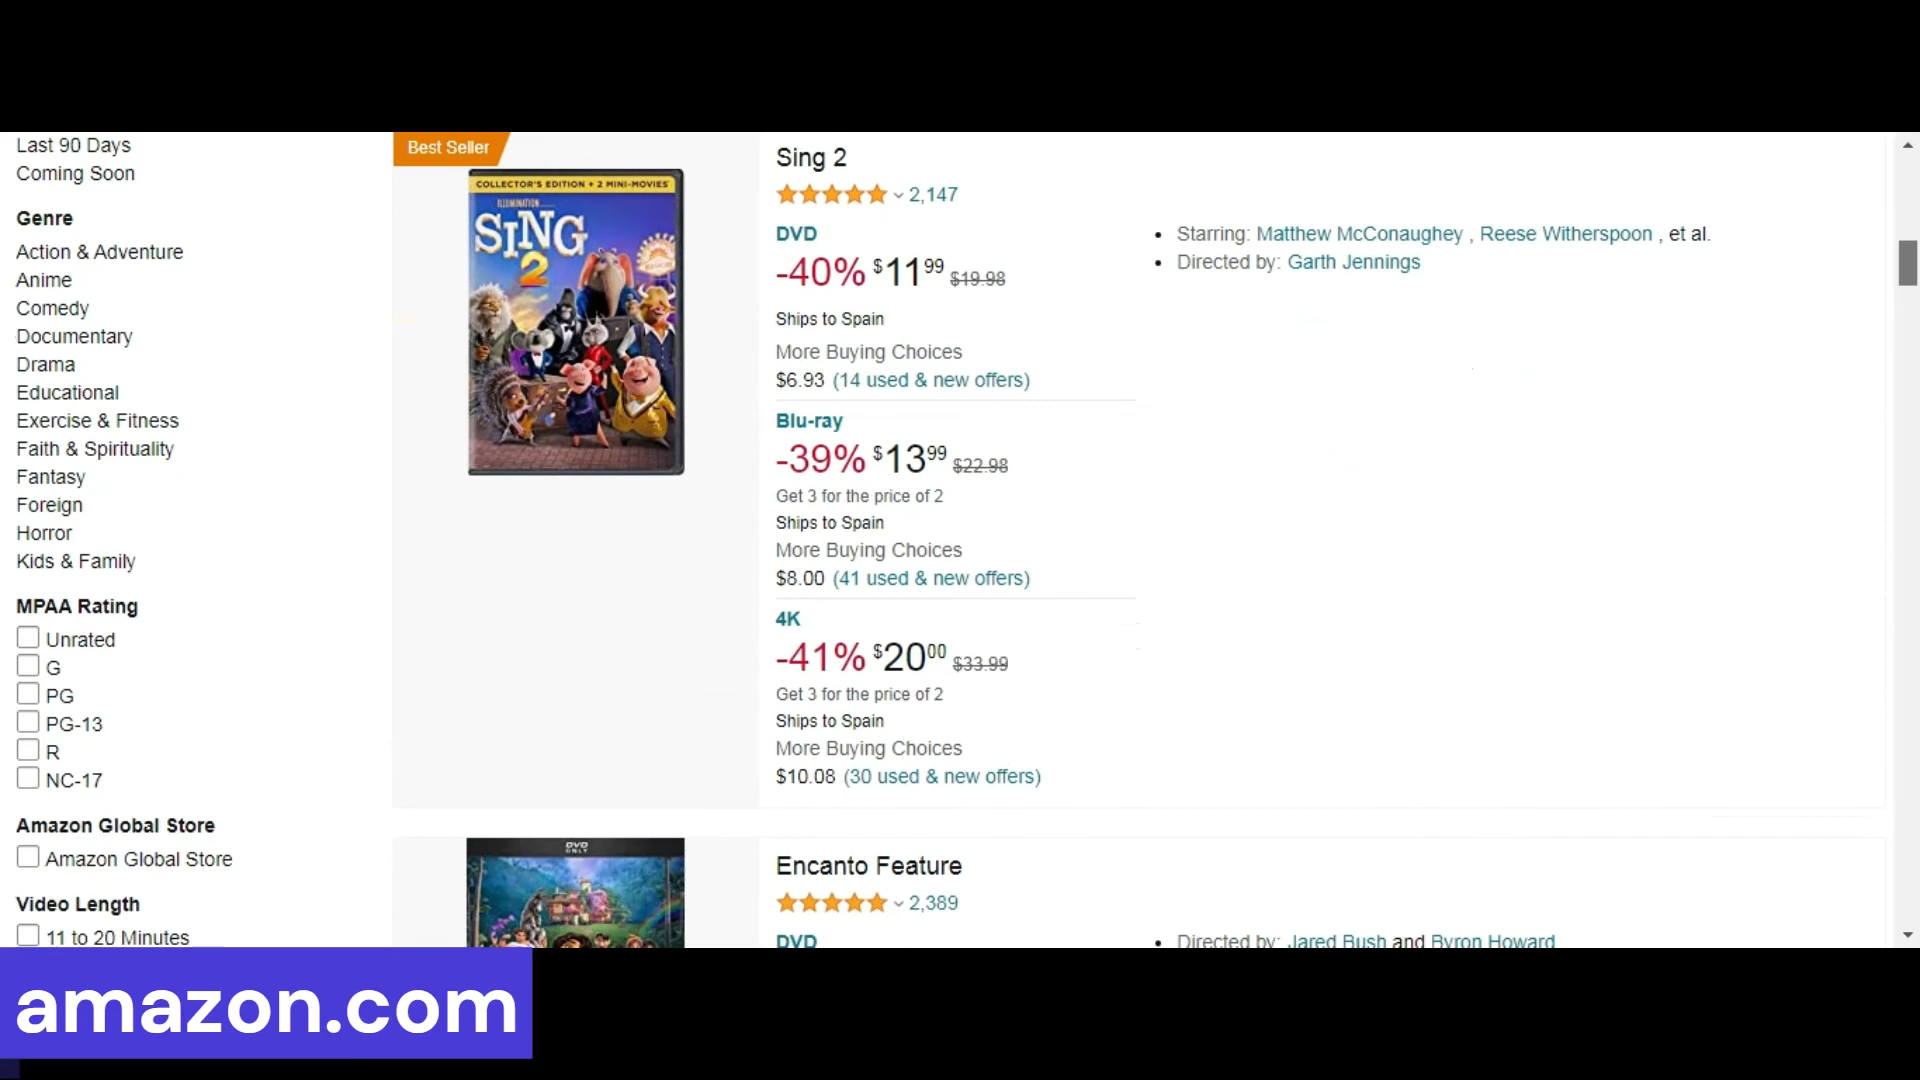 Last 90 Days
Coming Soon
Genre
Action & Adventure
Anime
Comedy
Documentary
Drama
Educational
Exercise & Fitness
Faith & Spirituality
Fantasy
Foreign
Horror
Kids & Family
MPAA Rating
Unrated
G
PG
PG-13
R
NC-17
Amazon Global Store
Amazon Global Store
Video Length
11 to 20 Minutes
Best Seller
COLLECTOR'S EDITION + 2 MINI-MOVIES
ILLUMINATION
SING
2
Sing 2
2,147
DVD
-40% $11.99 $19.98
Ships to Spain
More Buying Choices
$6.93 (14 used & new offers)
Blu-ray
-39% $13.99 $22.98
Get 3 for the price of 2
Ships to Spain
More Buying Choices
$8.00 (41 used & new offers)
4K
-41% $20.00 $33.99
Get 3 for the price of 2
Ships to Spain
More Buying Choices
$10.08 (30 used & new offers)
Starring: Matthew McConaughey , Reese Witherspoon , et al.
Directed by: Garth Jennings
DVD
ONLY
Encanto Feature
2,389
DVD
Directed by: Jared Bush and Byron Howard
amazon.com